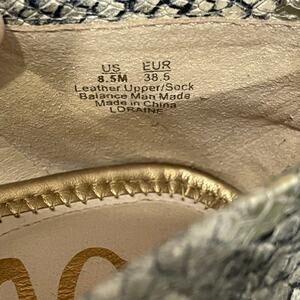 US EUR
8.5M 38.5
Leather Upper/Sock
Balance Man Made
Made in China
LORAINE